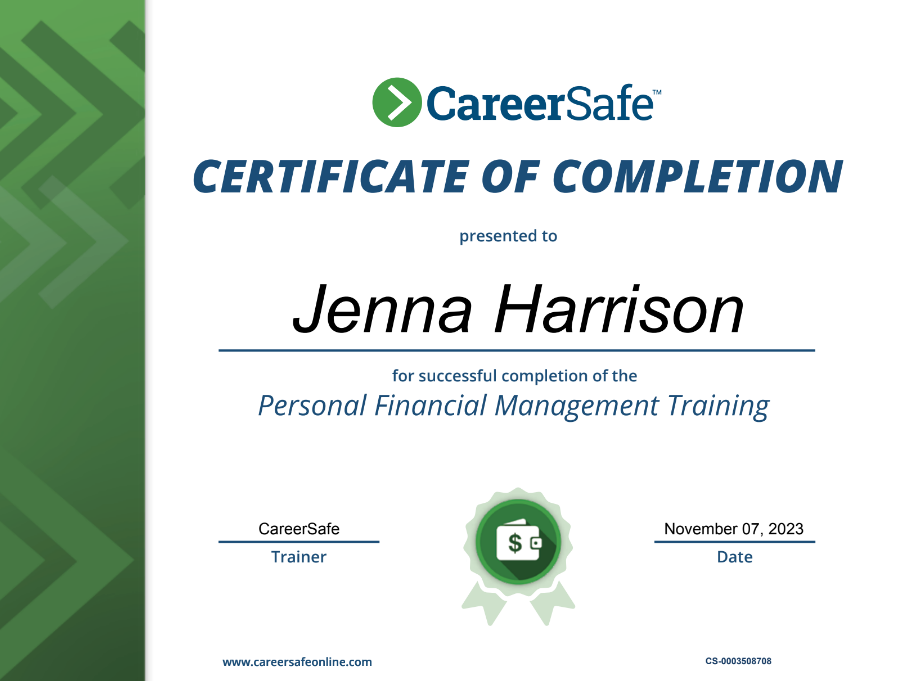 CareerSafe™
CERTIFICATE OF COMPLETION
presented to
Jenna Harrison
for successful completion of the
Personal Financial Management Training
CareerSafe
Trainer
$
November 07, 2023
Date
www.careersafeonline.com
CS-0003508708